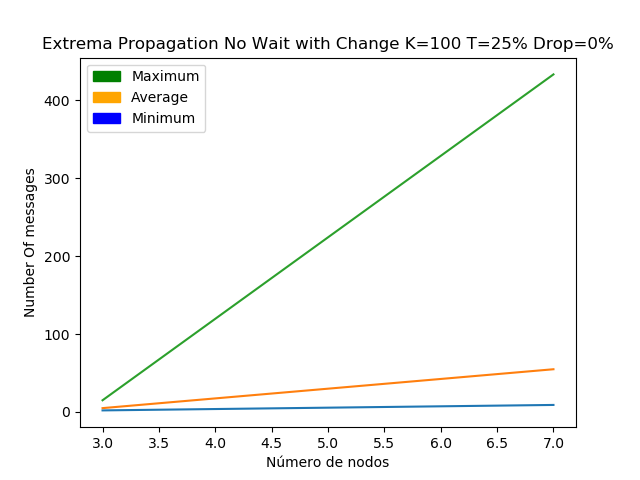 Extrema Propagation No Wait with Change K=100 T=25% Drop=0%
Maximum
Average
Minimum
Number Of messages
400
300
200
100
0
3.0 3.5 4.0 4.5 5.0 5.5 6.0 6.5 7.0
Número de nodos